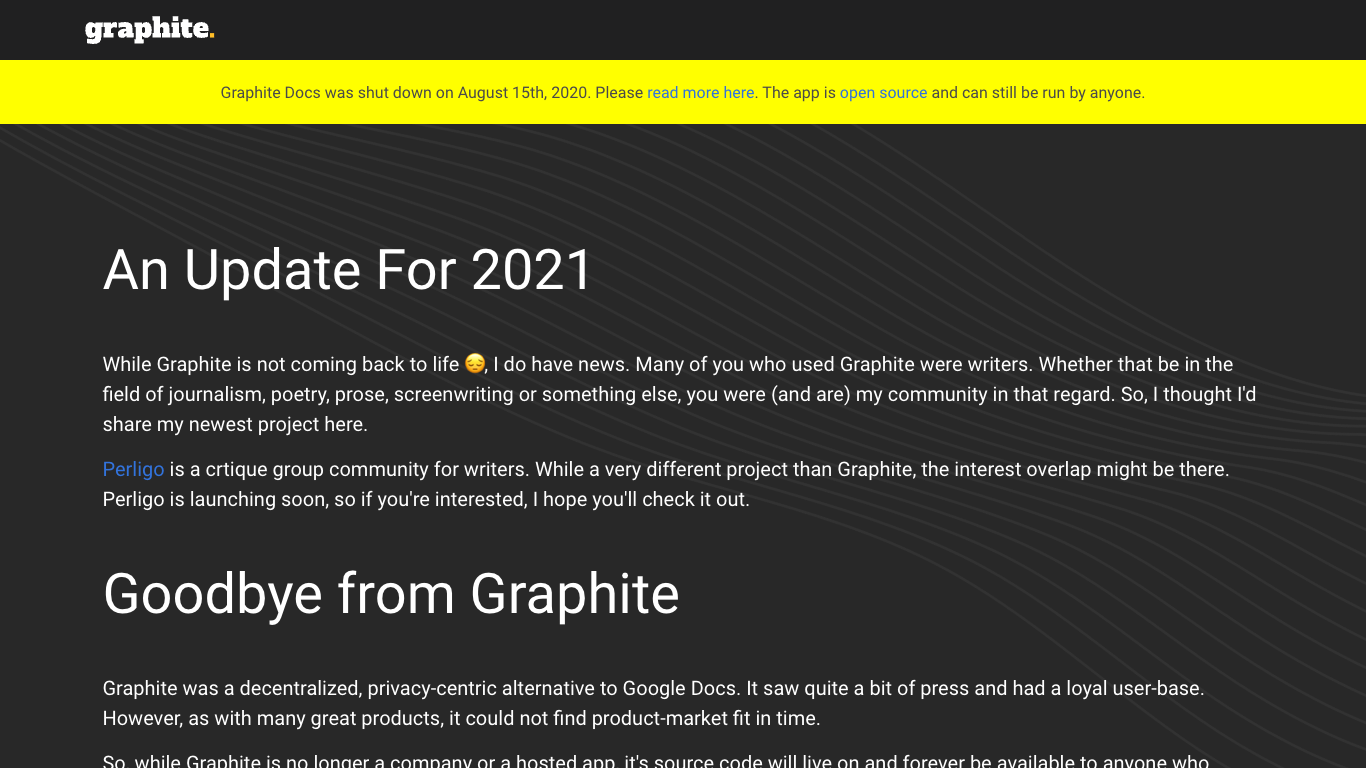 graphite.
Graphite Docs was shut down on August 15th, 2020. Please read more here. The app is open source and can still be run by anyone.
An Update For 2021
While Graphite is not coming back to life 😔, I do have news. Many of you who used Graphite were writers. Whether that be in the
field of journalism, poetry, prose, screenwriting or something else, you were (and are) my community in that regard. So, I thought I'd
share my newest project here.
Perligo is a crtique group community for writers. While a very different project than Graphite, the interest overlap might be there.
Perligo is launching soon, so if you're interested, I hope you'll check it out.
Goodbye from Graphite
Graphite was a decentralized, privacy-centric alternative to Google Docs. It saw quite a bit of press and had a loyal user-base.
However, as with many great products, it could not find product-market fit in time.
So, while Graphite is no longer a company or a hosted app, it's source code will live on and forever be available to anyone who